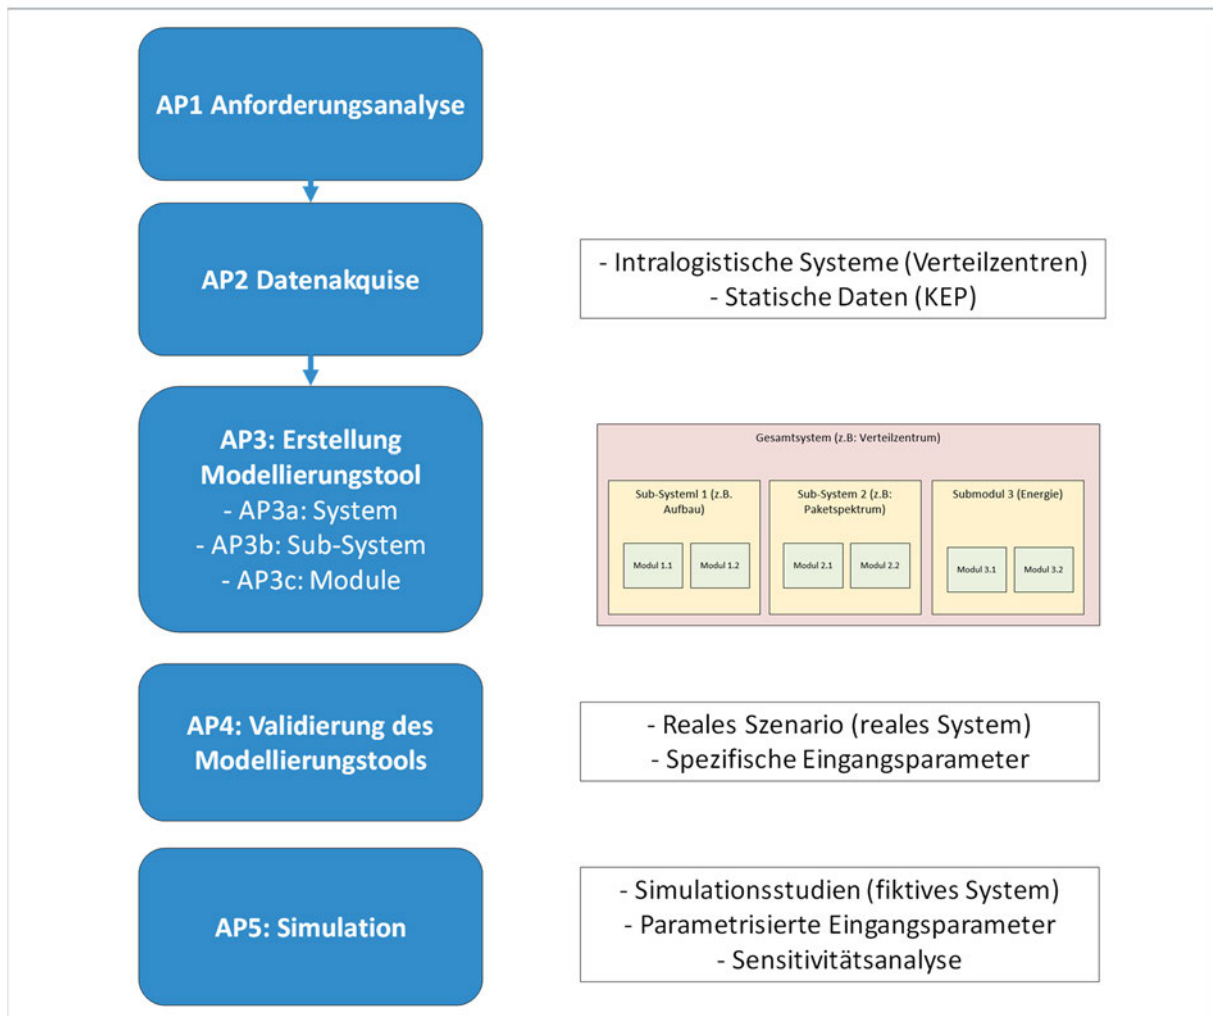 AP1 Anforderungsanalyse
AP2 Datenakquise
- Intralogistische Systeme (Verteilzentren)
- Statische Daten (KEP)
AP3: Erstellung
Modellierungstool
- AP3a: System
- AP3b: Sub-System
- AP3c: Module
Gesamtsystem (z.B: Verteilzentrum)
Sub-Systeml 1 (z.B.
Aufbau)
Modul 1.1
Modul 1.2
Sub-System 2 (z.B:
Paketspektrum)
Modul 2.1
Modul 2.2
Submodul 3 (Energie)
Modul 3.1
Modul 3.2
AP4: Validierung des
Modellierungstools
- Reales Szenario (reales System)
- Spezifische Eingangsparameter
AP5: Simulation
- Simulationsstudien (fiktives System)
- Parametrisierte Eingangsparameter
- Sensitivitätsanalyse